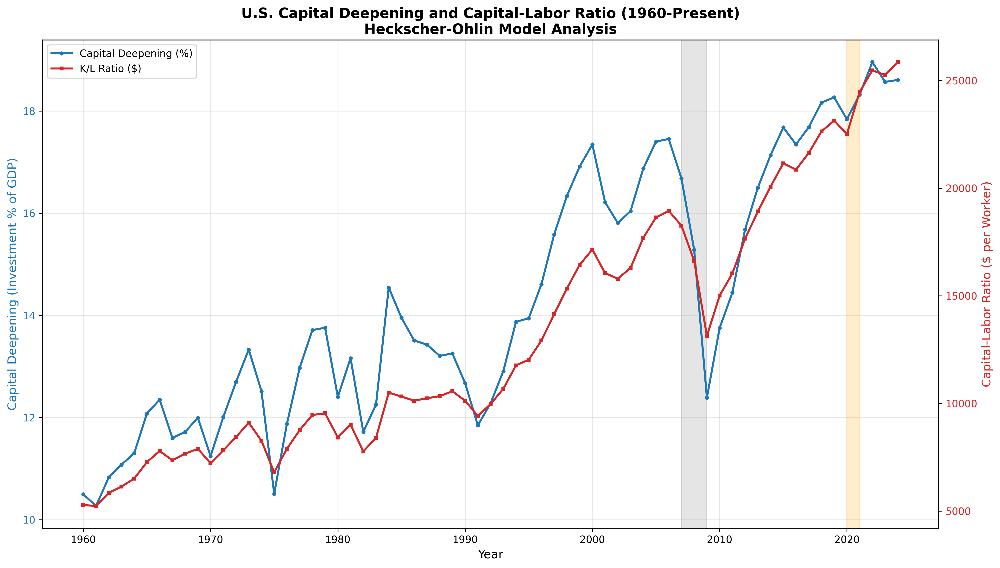 U.S. Capital Deepening and Capital-Labor Ratio (1960-Present)
Heckscher-Ohlin Model Analysis
Capital Deepening (%)
K/L Ratio ($)
Capital Deepening (Investment % of GDP)
18
16
14
12
10
25000
20000
15000
10000
5000
Capital-Labor Ratio ($ per Worker)
1960
1970
1980
1990
2000
2010
2020
Year